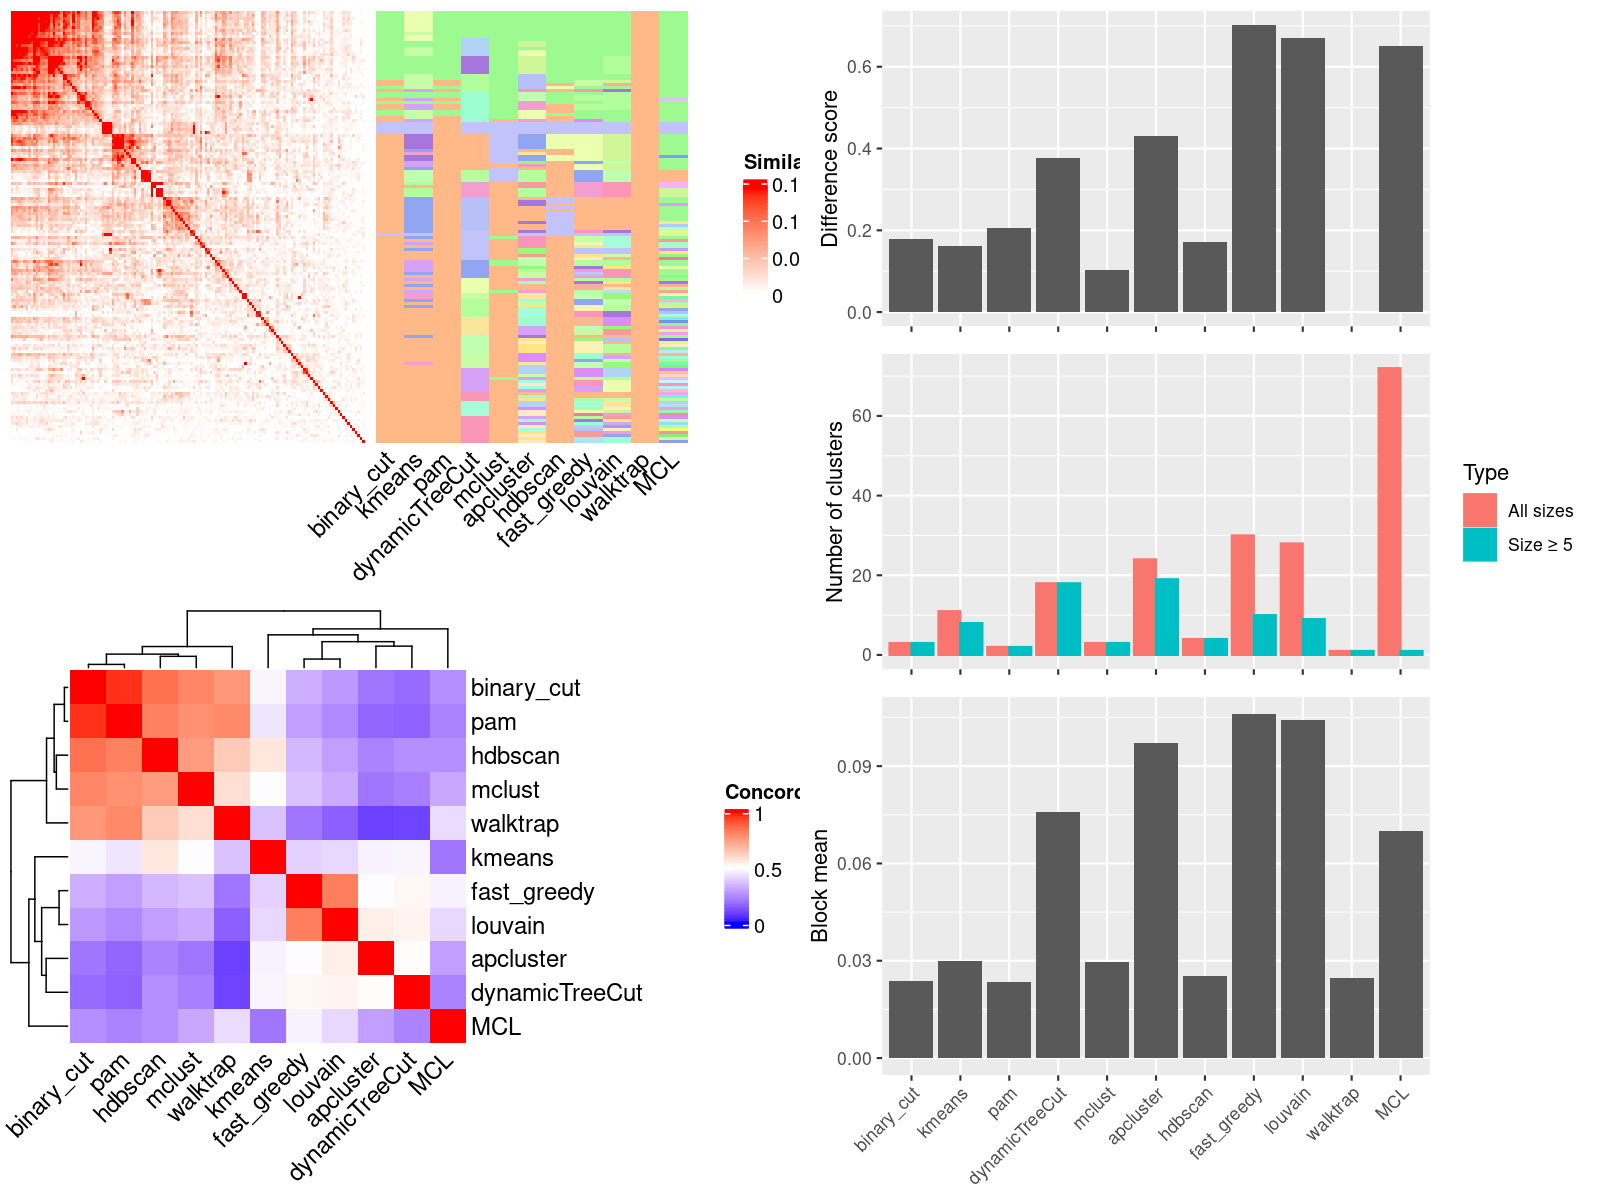 Simila
0.1
0.1
0.0
0
binary_cut
kmeans
pam
dynamicTreeCut
mclust
apcluster
hdbscan
fast_greedy
louvain
walktrap
MCL
binary_cut
pam
hdbscan
mclust
walktrap
kmeans
fast_greedy
louvain
apcluster
dynamicTreeCut
MCL
binary_cut
pam
hdbscan
mclust
walktrap
kmeans
fast_greedy
louvain
apcluster
dynamicTreeCut
MCL
Concord
1
0.5
0
Difference score
0.6
0.4
0.2
0.0
Number of clusters
60
40
20
0
Type
All sizes
Size ≥ 5
Block mean
0.09
0.06
0.03
0.00
binary_cut
kmeans
pam
dynamicTreeCut
mclust
apcluster
hdbscan
fast_greedy
louvain
walktrap
MCL